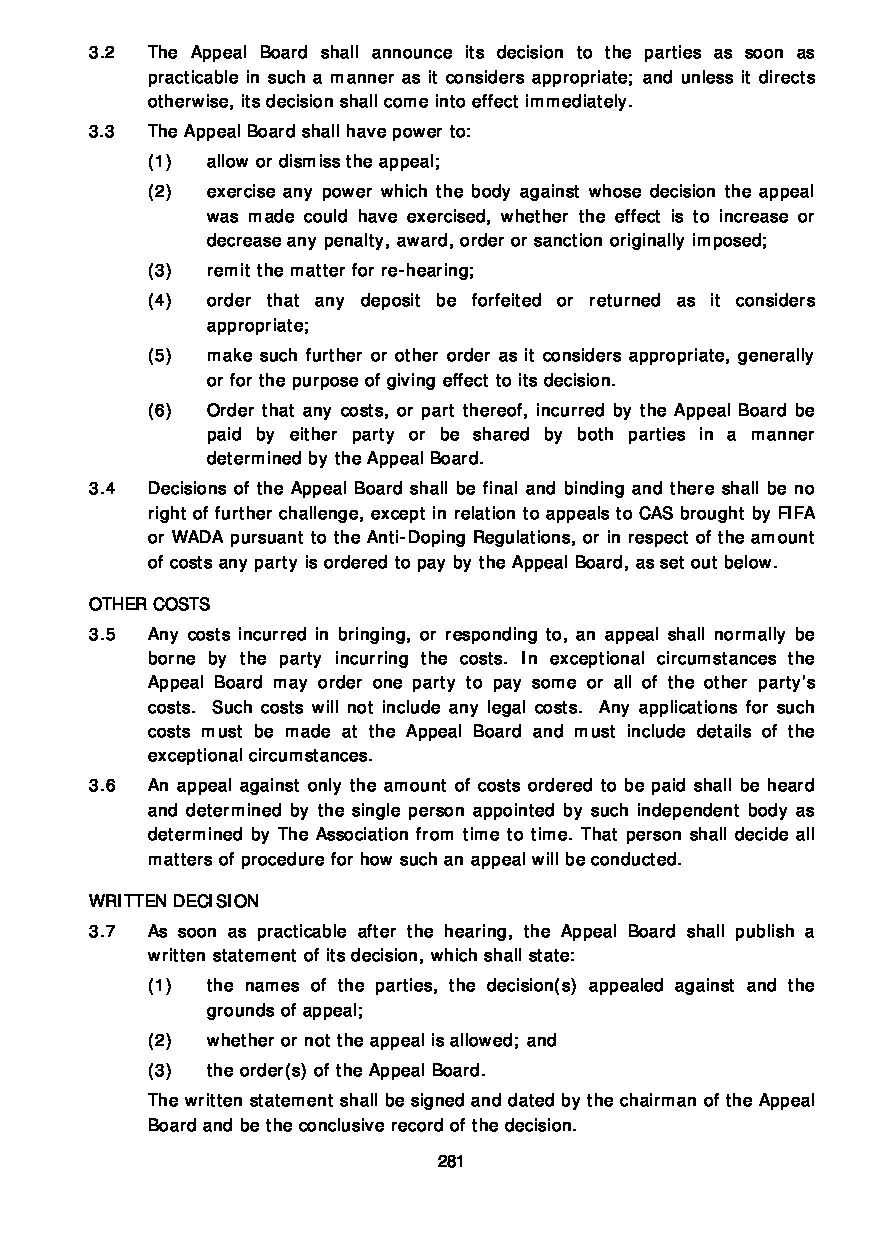 3.2 The Appeal Board shall announce its decision to the parties as soon as
practicable in such a manner as it considers appropriate; and unless it directs
otherwise, its decision shall come into effect immediately.
3.3 The Appeal Board shall have power to:
(1) allow or dismiss the appeal;
(2) exercise any power which the body against whose decision the appeal
was made could have exercised, whether the effect is to increase or
decrease any penalty, award, order or sanction originally imposed;
(3) remit the matter for re-hearing;
(4) order that any deposit be forfeited or returned as it considers
appropriate;
(5) make such further or other order as it considers appropriate, generally
or for the purpose of giving effect to its decision.
(6) Order that any costs, or part thereof, incurred by the Appeal Board be
paid by either party or be shared by both parties in a manner
determined by the Appeal Board.
3.4 Decisions of the Appeal Board shall be final and binding and there shall be no
right of further challenge, except in relation to appeals to CAS brought by FIFA
or WADA pursuant to the Anti-Doping Regulations, or in respect of the amount
of costs any party is ordered to pay by the Appeal Board, as set out below.
OTHER COSTS
3.5 Any costs incurred in bringing, or responding to, an appeal shall normally be
borne by the party incurring the costs. In exceptional circumstances the
Appeal Board may order one party to pay some or all of the other party's
costs. Such costs will not include any legal costs. Any applications for such
costs must be made at the Appeal Board and must include details of the
exceptional circumstances.
3.6 An appeal against only the amount of costs ordered to be paid shall be heard
and determined by the single person appointed by such independent body as
determined by The Association from time to time. That person shall decide all
matters of procedure for how such an appeal will be conducted.
WRITTEN DECISION
3.7 As soon as practicable after the hearing, the Appeal Board shall publish a
written statement of its decision, which shall state:
(1) the names of the parties, the decision(s) appealed against and the
grounds of appeal;
(2) whether or not the appeal is allowed; and
(3) the order(s) of the Appeal Board.
The written statement shall be signed and dated by the chairman of the Appeal
Board and be the conclusive record of the decision.
281